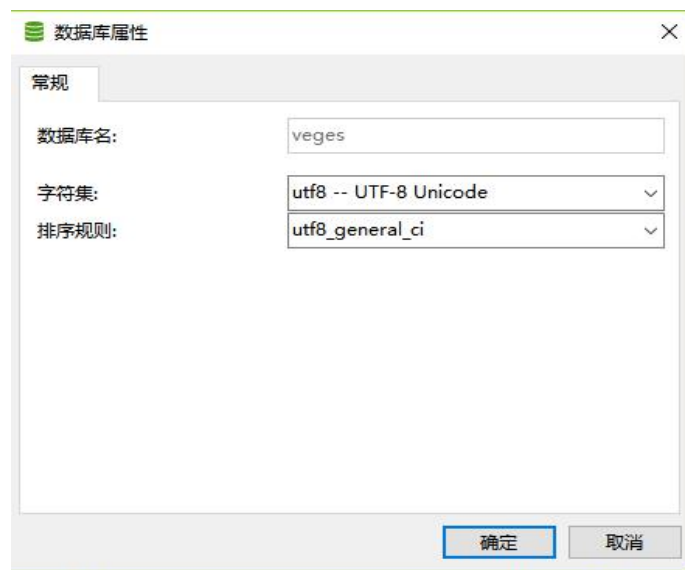 数据库属性
常规
数据库名: veges
字符集: utf8 -- UTF-8 Unicode
排序规则: utf8_general_ci
确定 取消